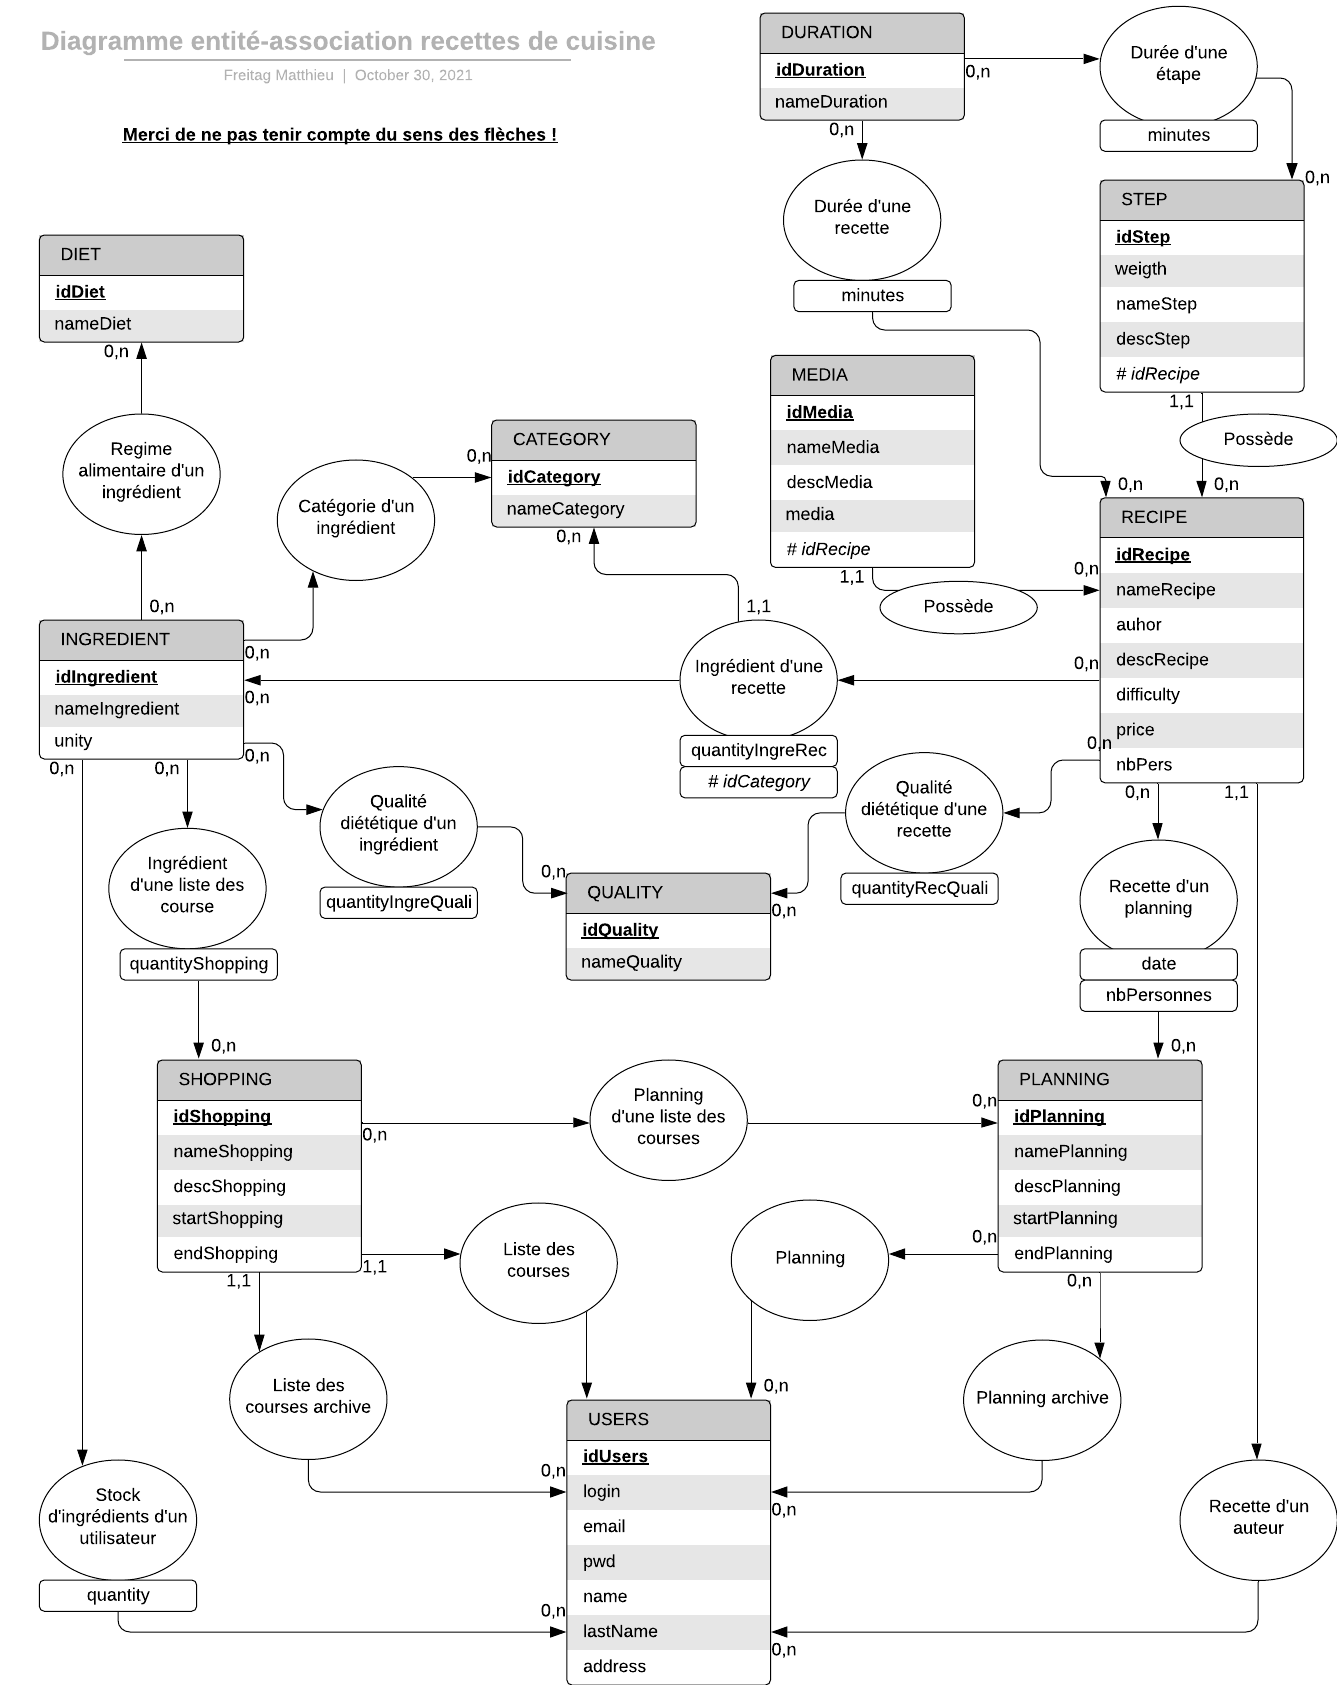 Diagramme entité-association recettes de cuisine
Freitag Matthieu | October 30, 2021
Merci de ne pas tenir compte du sens des flèches !
DURATION
idDuration
nameDuration
0,n
0,n
Durée d'une
étape
minutes
0,n
Durée d'une
recette
minutes
STEP
idStep
weigth
nameStep
descStep
# idRecipe
1,1
Possède
0,n
0,n
DIET
idDiet
nameDiet
0,n
Regime
alimentaire d'un
ingrédient
0,n
MEDIA
idMedia
nameMedia
descMedia
media
# idRecipe
1,1
Possède
0,n
CATEGORY
idCategory
nameCategory
0,n
0,n
Catégorie d'un
ingrédient
1,1
RECIPE
idRecipe
nameRecipe
auhor
descRecipe
difficulty
price
nbPers
0,n
0,n
0,n
1,1
INGREDIENT
idIngredient
nameIngredient
unity
0,n
0,n
0,n
0,n
0,n
Ingrédient d'une
recette
quantityIngreRec
# idCategory
Qualité
diététique d'une
recette
quantityRecQuali
Qualité
diététique d'un
ingrédient
quantityIngreQuali
Ingrédient
d'une liste des
course
quantityShopping
0,n
QUALITY
idQuality
nameQuality
0,n
0,n
Recette d'un
planning
date
nbPersonnes
0,n
SHOPPING
idShopping
nameShopping
descShopping
startShopping
endShopping
0,n
1,1
1,1
Planning
d'une liste des
courses
PLANNING
idPlanning
namePlanning
descPlanning
startPlanning
endPlanning
0,n
0,n
0,n
Liste des
courses
Planning
0,n
Liste des
courses archive
Planning archive
USERS
idUsers
login
email
pwd
name
lastName
address
0,n
0,n
0,n
0,n
Stock
d'ingrédients d'un
utilisateur
quantity
Recette d'un
auteur